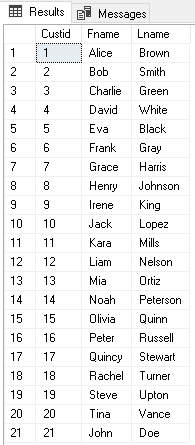 Results Messages
Custid Fname Lname
1 1 Alice Brown
2 2 Bob Smith
3 3 Charlie Green
4 4 David White
5 5 Eva Black
6 6 Frank Gray
7 7 Grace Harris
8 8 Henry Johnson
9 9 Irene King
10 10 Jack Lopez
11 11 Kara Mills
12 12 Liam Nelson
13 13 Mia Ortiz
14 14 Noah Peterson
15 15 Olivia Quinn
16 16 Peter Russell
17 17 Quincy Stewart
18 18 Rachel Turner
19 19 Steve Upton
20 20 Tina Vance
21 21 John Doe